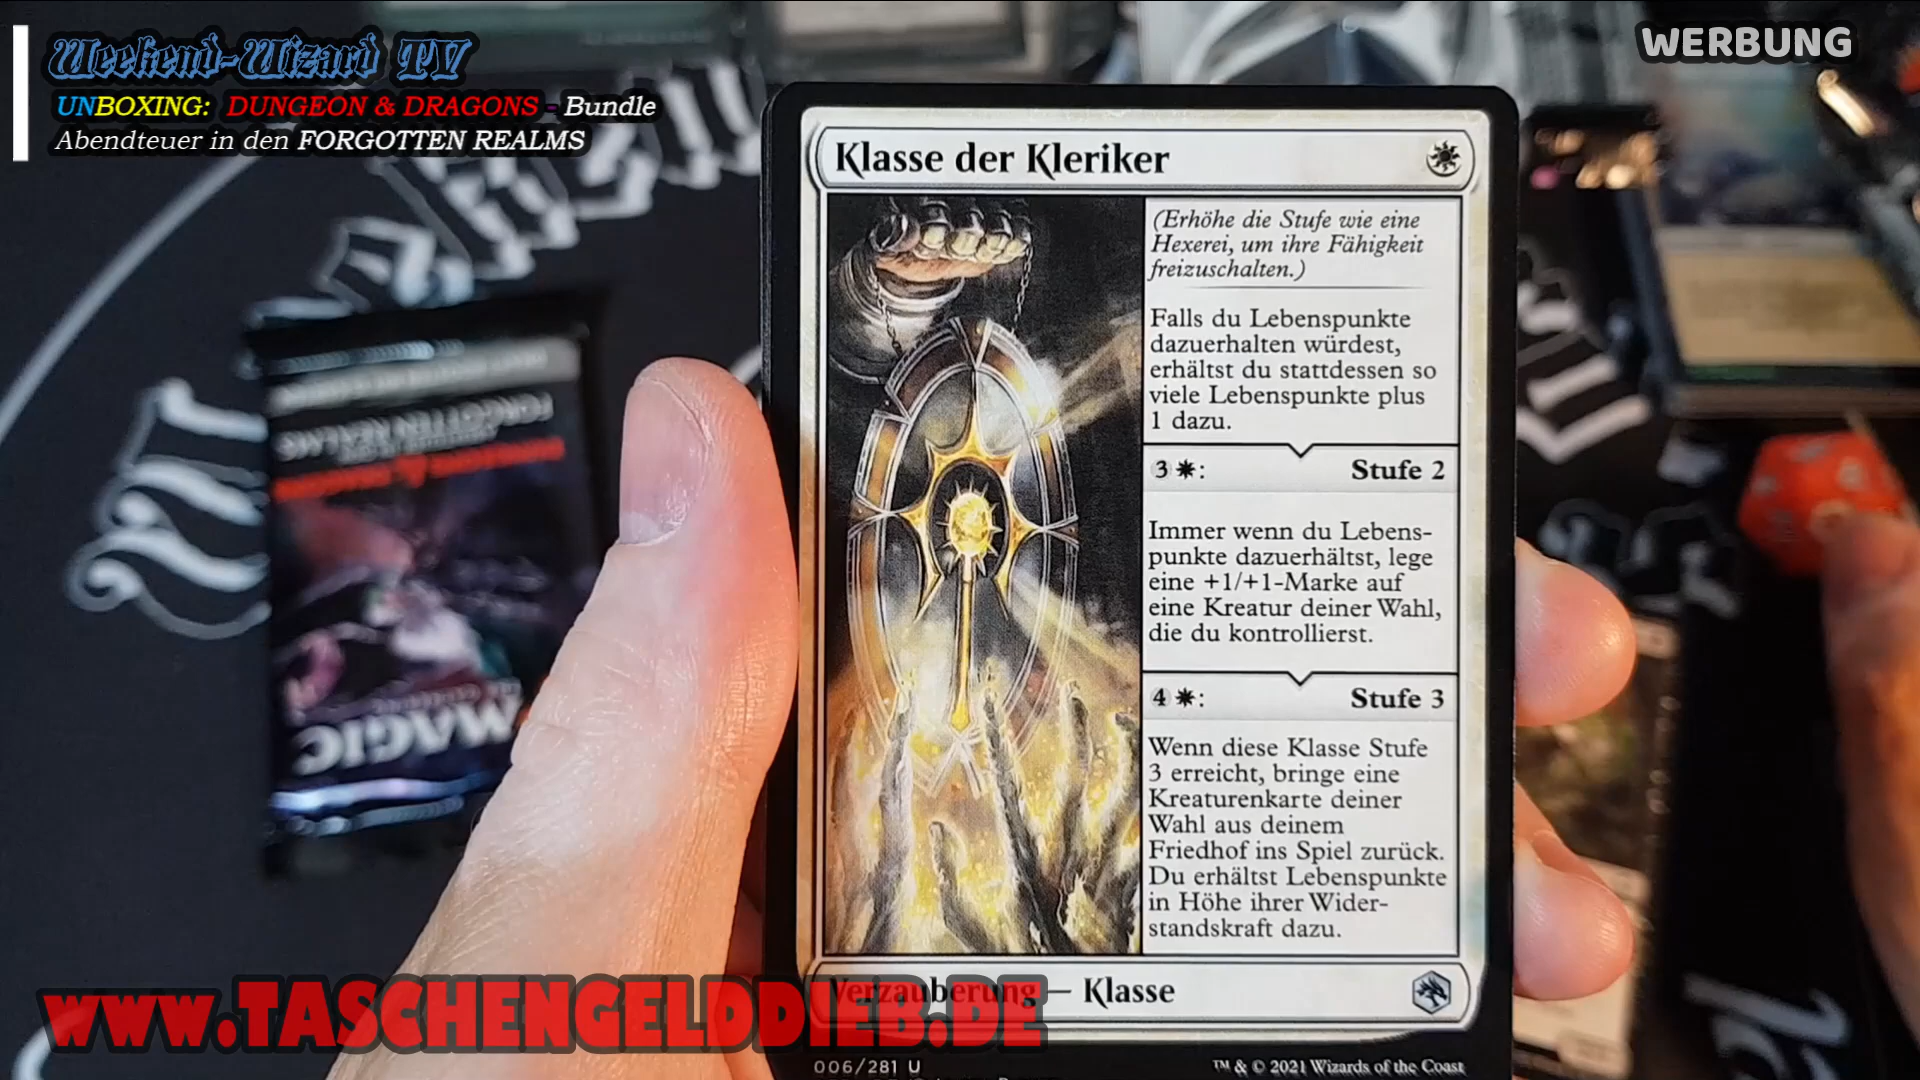 Weekend-Wizard TV
WERBUNG
UNBOXING: DUNGEON & DRAGONS - Bundle
Abendteuer in den FORGOTTEN REALMS
Klasse der Kleriker
(Erhöhe die Stufe wie eine
Hexerei, um ihre Fähigkeit
freizuschalten.)
Falls du Lebenspunkte
dazuerhalten würdest,
erhältst du stattdessen so
viele Lebenspunkte plus
1 dazu.
3 : Stufe 2
Immer wenn du Lebens-
punkte dazuerhältst, lege
eine +1/+1-Marke auf
eine Kreatur deiner Wahl,
die du kontrollierst.
4 : Stufe 3
Wenn diese Klasse Stufe
3 erreicht, bringe eine
Kreaturenkarte deiner
Wahl aus deinem
Friedhof ins Spiel zurück.
Du erhältst Lebenspunkte
in Höhe ihrer Wider-
standskraft dazu.
Verzauberung — Klasse
www.TASCHENGELDDIEB.DE
006/281 U
™ & © 2021 Wizards of the Coast
FORGOTTEN REALMS
MAGIC